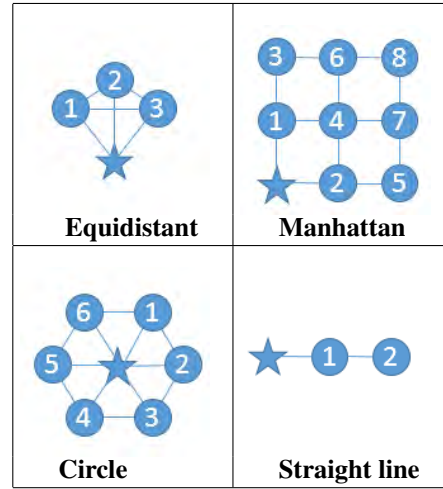 2
1 3
Equidistant
3 6 8
1 4 7
2 5
Manhattan
6 1
5 2
4 3
Circle
1 2
Straight line